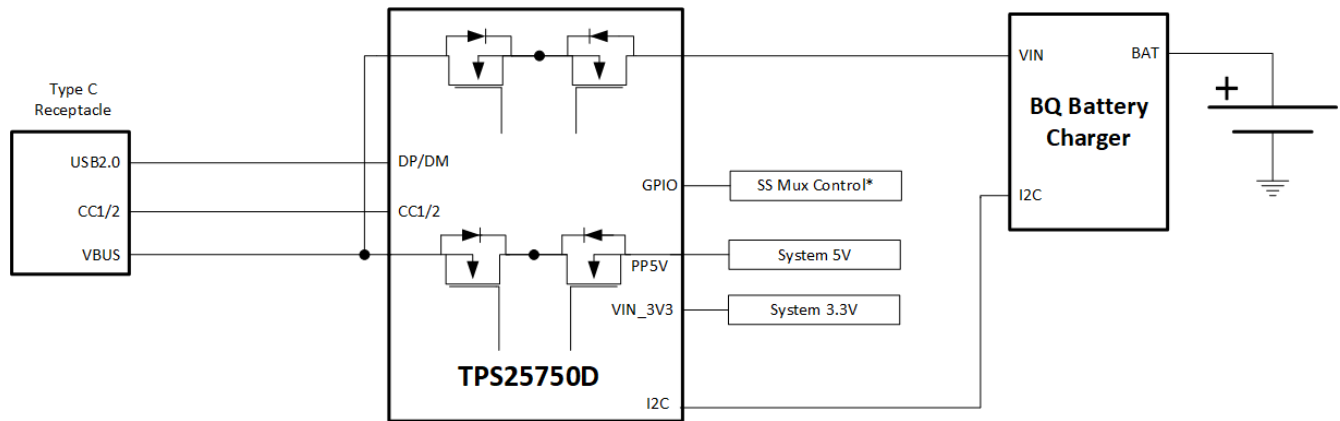 Type C
Receptacle
USB2.0
CC1/2
VBUS
DP/DM
CC1/2
GPIO
PP5V
VIN_3V3
TPS25750D
I2C
SS Mux Control*
System 5V
System 3.3V
VIN
BAT
BQ Battery
Charger
I2C
+